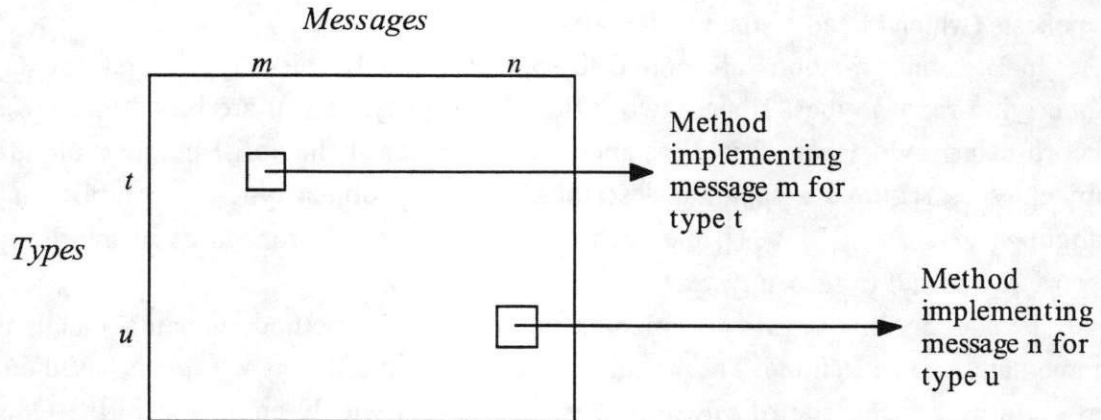 Messages
m n
t
Method
implementing
message m for
type t
Types
u
Method
implementing
message n for
type u